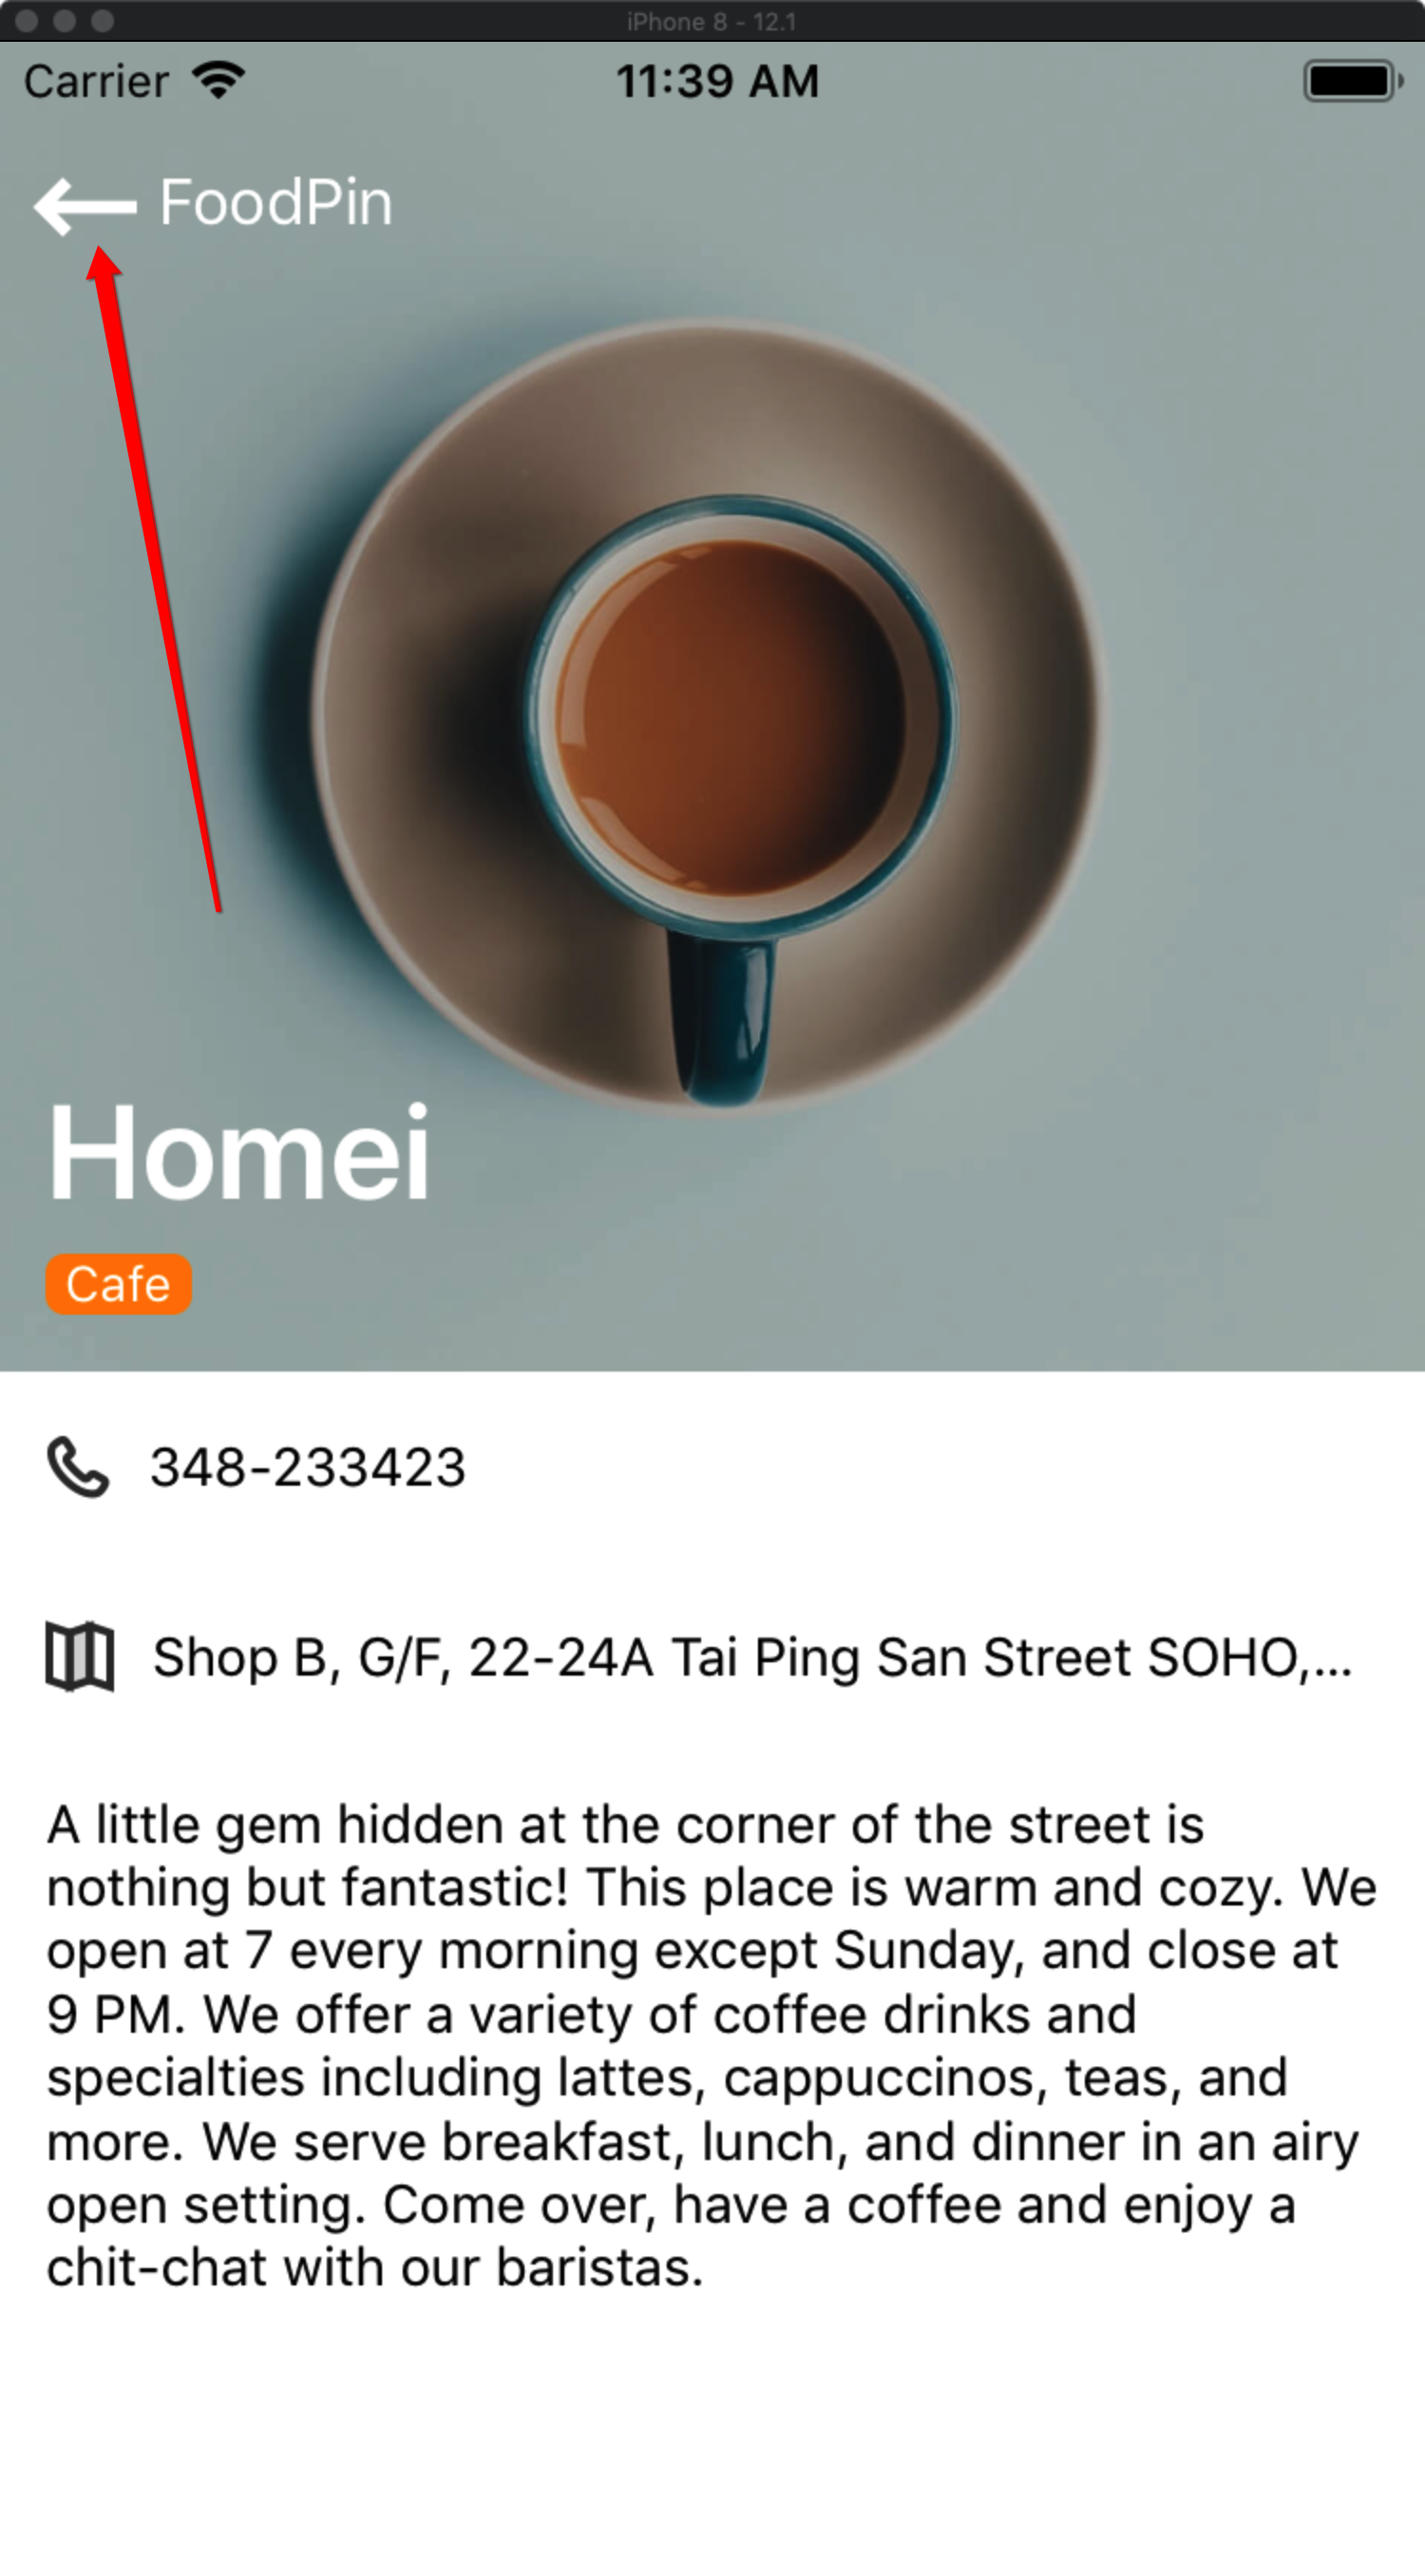 iPhone 8 - 12.1
Carrier 11:39 AM
FoodPin
Homei
Cafe
348-233423
Shop B, G/F, 22-24A Tai Ping San Street SOHO,...
A little gem hidden at the corner of the street is
nothing but fantastic! This place is warm and cozy. We
open at 7 every morning except Sunday, and close at
9 PM. We offer a variety of coffee drinks and
specialties including lattes, cappuccinos, teas, and
more. We serve breakfast, lunch, and dinner in an airy
open setting. Come over, have a coffee and enjoy a
chit-chat with our baristas.